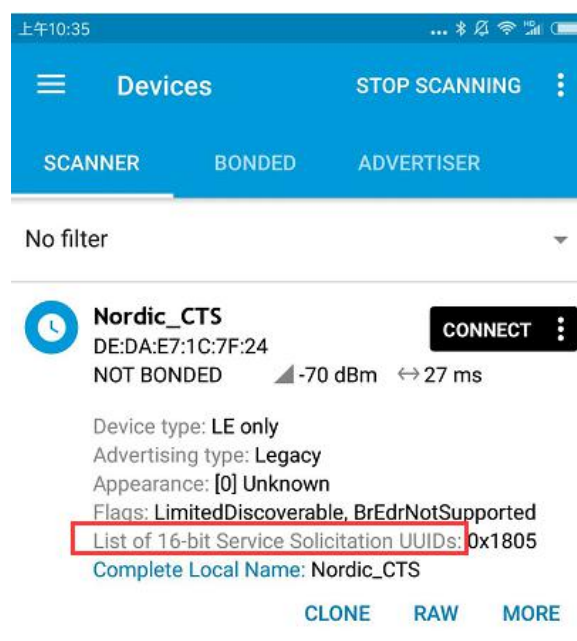 上午10:35 ... HD
Devices STOP SCANNING
SCANNER BONDED ADVERTISER
No filter
Nordic_CTS CONNECT
DE:DA:E7:1C:7F:24
NOT BONDED -70 dBm 27 ms
Device type: LE only
Advertising type: Legacy
Appearance: [0] Unknown
Flags: LimitedDiscoverable, BrEdrNotSupported
List of 16-bit Service Solicitation UUIDs: 0x1805
Complete Local Name: Nordic_CTS
CLONE RAW MORE